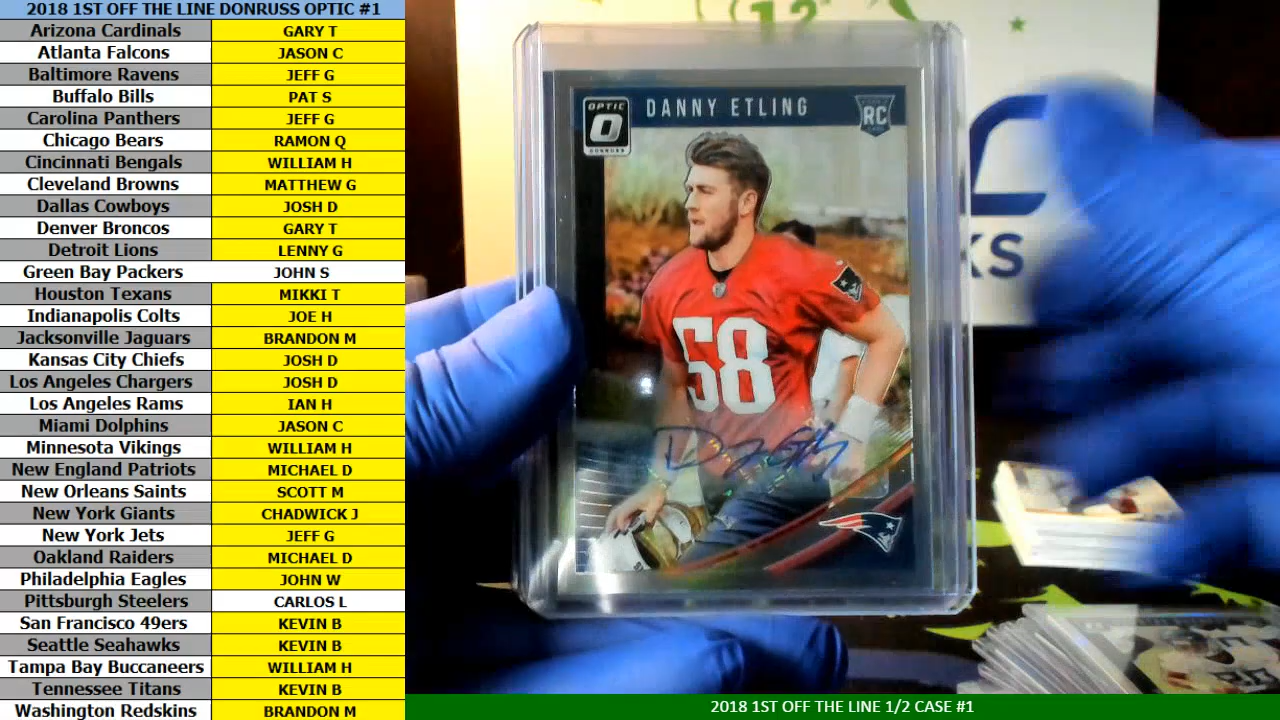 2018 1ST OFF THE LINE DONRUSS OPTIC #1
Arizona Cardinals GARY T
Atlanta Falcons JASON C
Baltimore Ravens JEFF G
Buffalo Bills PAT S
Carolina Panthers JEFF G
Chicago Bears RAMON Q
Cincinnati Bengals WILLIAM H
Cleveland Browns MATTHEW G
Dallas Cowboys JOSH D
Denver Broncos GARY T
Detroit Lions LENNY G
Green Bay Packers JOHN S
Houston Texans MIKKI T
Indianapolis Colts JOE H
Jacksonville Jaguars BRANDON M
Kansas City Chiefs JOSH D
Los Angeles Chargers JOSH D
Los Angeles Rams IAN H
Miami Dolphins JASON C
Minnesota Vikings WILLIAM H
New England Patriots MICHAEL D
New Orleans Saints SCOTT M
New York Giants CHADWICK J
New York Jets JEFF G
Oakland Raiders MICHAEL D
Philadelphia Eagles JOHN W
Pittsburgh Steelers CARLOS L
San Francisco 49ers KEVIN B
Seattle Seahawks KEVIN B
Tampa Bay Buccaneers WILLIAM H
Tennessee Titans KEVIN B
Washington Redskins BRANDON M
12
OPTIC
DONRUSS
DANNY ETLING
RC
58
KS
2018 1ST OFF THE LINE 1/2 CASE #1